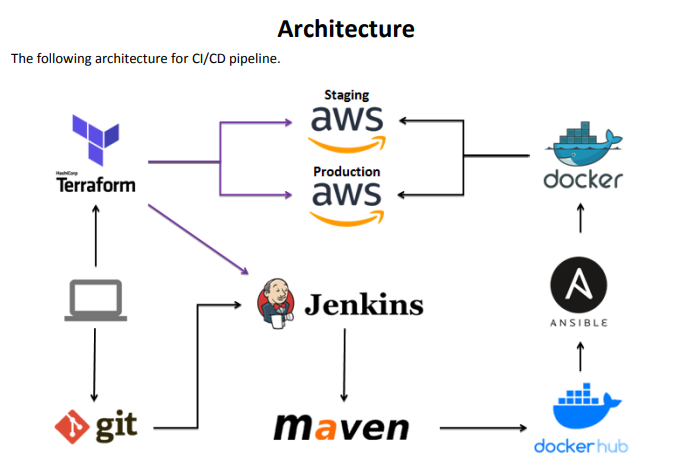 Architecture
The following architecture for CI/CD pipeline.
Staging
aws
HashiCorp
Terraform
Production
aws
docker
Jenkins
ANSIBLE
git
maven
dockerhub